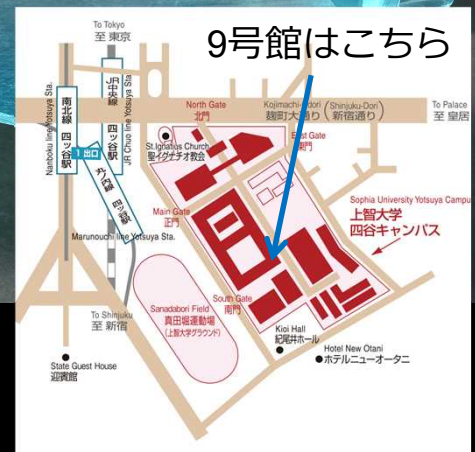 9号館はこちら
To Tokyo
至 東京
JR中央線 四ッ谷駅
JR Chuo line Yotsuya Sta.
南北線 四ツ谷駅
Nanboku line Yotsuya Sta.
1 出口
丸ノ内線 四ツ谷駅
Marunouchi line Yotsuya Sta.
North Gate
北門
Kojimachi-dori (Shinjuku-Dori)
麹町大通り(新宿通り)
To Palace
至 皇居
St.Ignatius Church
聖イグナチオ教会
East Gate
東門
Main Gate
正門
Sophia University Yotsuya Campu
上智大学
四谷キャンパス
South Gate
南門
To Shinjuku
至 新宿
Sanadabori Field
真田堀運動場
(上智大学グラウンド)
Kioi Hall
紀尾井ホール
Hotel New Otani
ホテルニューオータニ
State Guest House
迎賓館